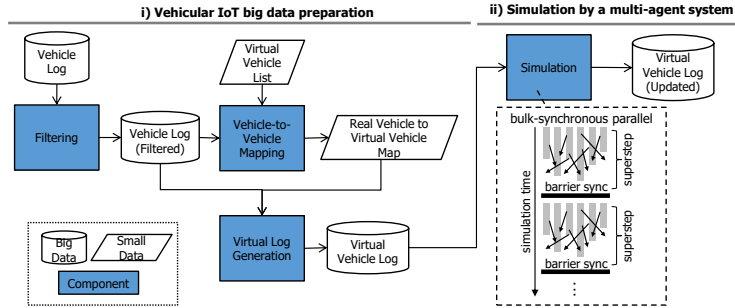 i) Vehicular IoT big data preparation
ii) Simulation by a multi-agent system
Vehicle
Log
Virtual
Vehicle
List
Simulation
Virtual
Vehicle Log
(Updated)
Filtering
Vehicle Log
(Filtered)
Vehicle-to-
Vehicle
Mapping
Real Vehicle to
Virtual Vehicle
Map
bulk-synchronous parallel
simulation time
superstep
barrier sync
superstep
barrier sync
...
Virtual Log
Generation
Virtual
Vehicle Log
Big
Data
Small
Data
Component